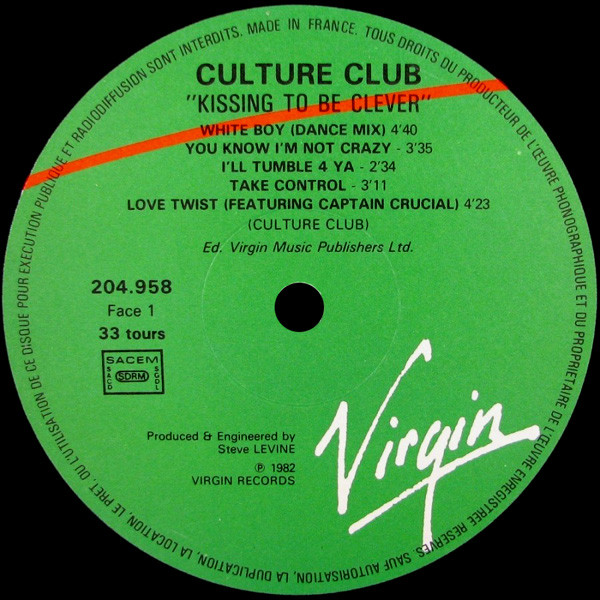 MADE IN FRANCE. TOUS DROITS DU PRODUCTEUR DE L'ŒUVRE PHONOGRAPHIQUE ET DU PROPRIETAIRE DE L'ŒUVRE ENREGISTREE RESERVES. SAUF AUTORISATION, LA DUPLICATION, LA LOCATION, LE PRET, OU L'UTILISATION DE CE DISQUE POUR EXECUTION PUBLIQUE ET RADIODIFFUSION SONT INTERDITS.
CULTURE CLUB
"KISSING TO BE CLEVER"
WHITE BOY (DANCE MIX) 4'40
YOU KNOW I'M NOT CRAZY - 3'35
I'LL TUMBLE 4 YA - 2'34
TAKE CONTROL - 3'11
LOVE TWIST (FEATURING CAPTAIN CRUCIAL) 4'23
(CULTURE CLUB)
Ed. Virgin Music Publishers Ltd.
204.958
Face 1
33 tours
SACEM
SACD
SDRM
SGDL
Virgin
Produced & Engineered by
Steve LEVINE
℗ 1982
VIRGIN RECORDS